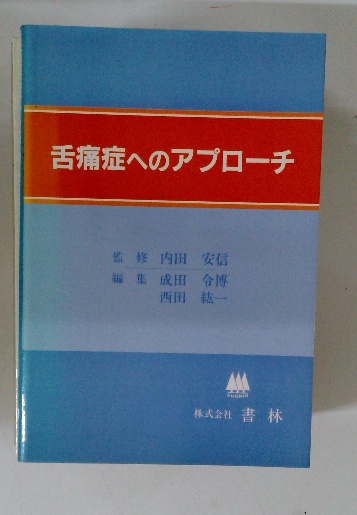 舌痛症へのアプローチ
監修 内田 安信
編集 成田 令博
西田 紘一
株式会社 書林